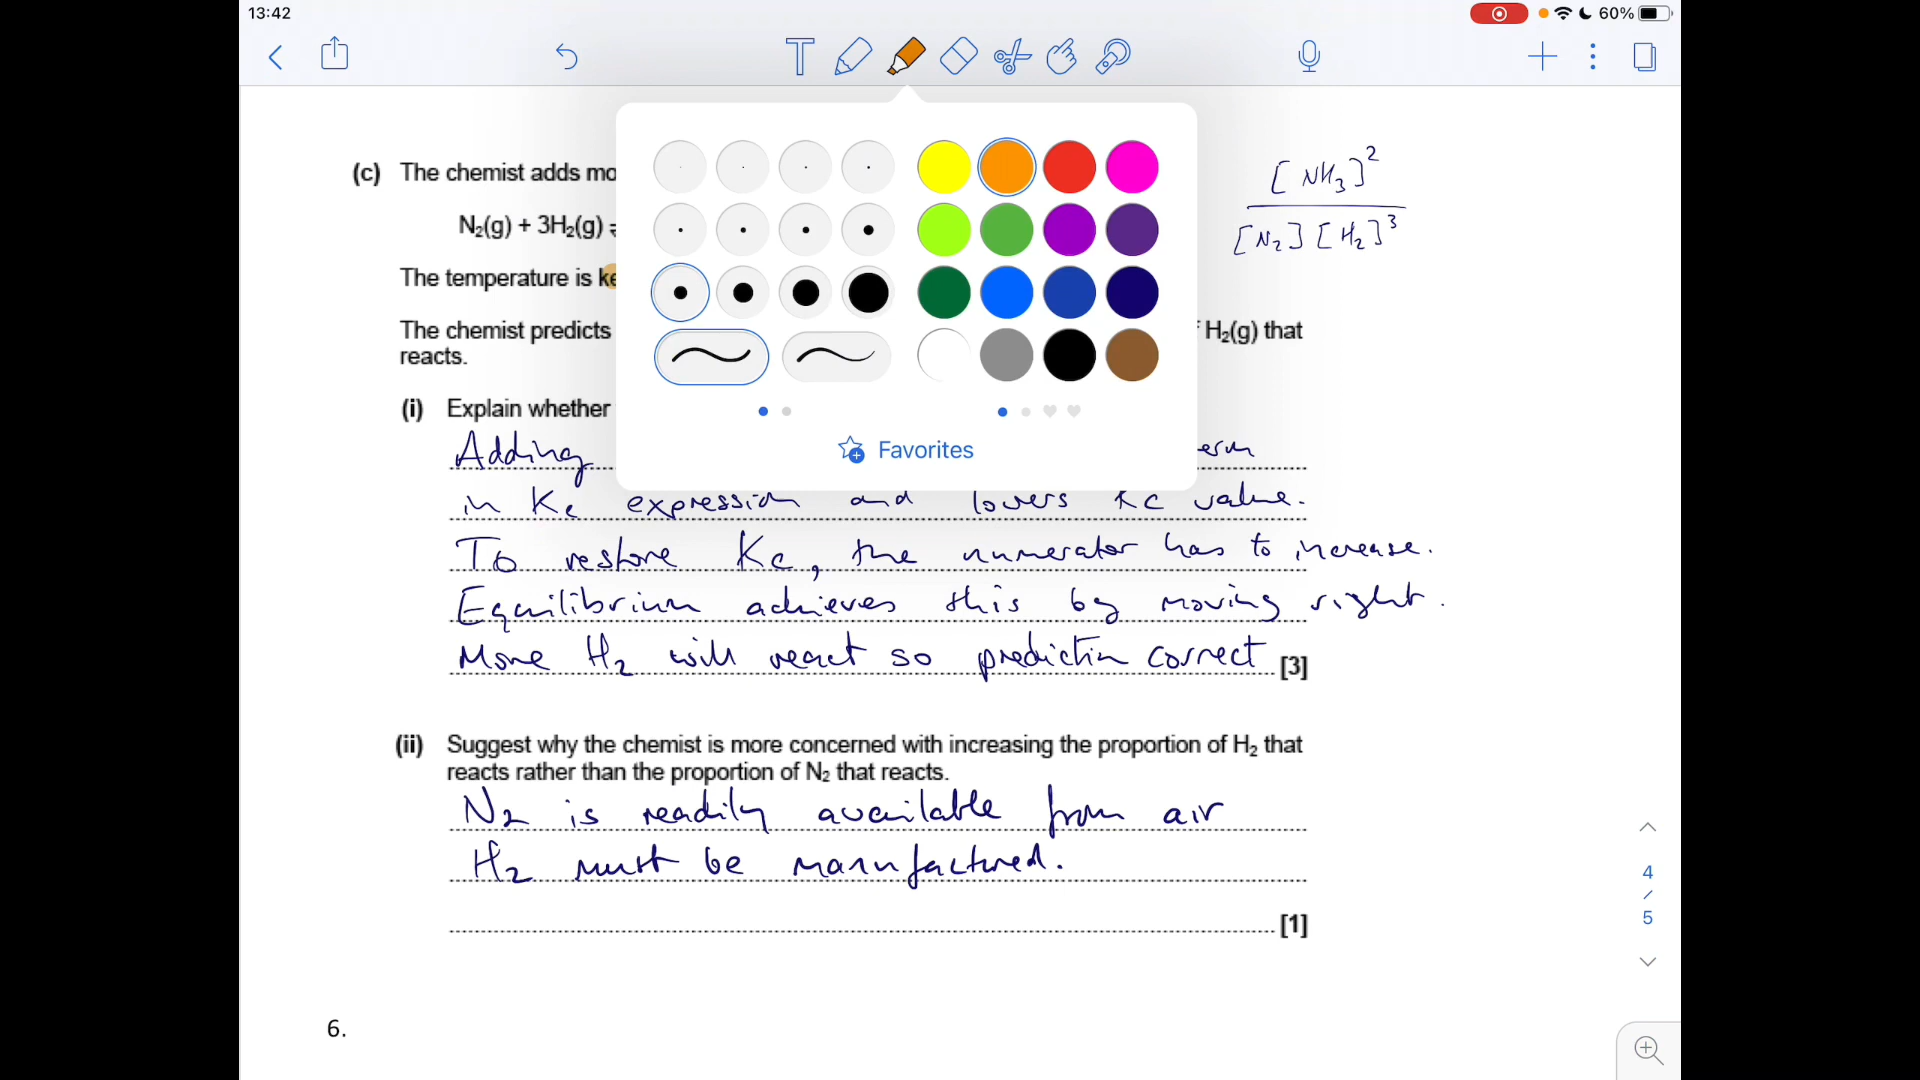 13:42
60%
T
(c) The chemist adds mo
[NH₃]²
N₂(g) + 3H₂(g) ⇌
[N₂] [H₂]³
The temperature is ke
The chemist predicts H₂(g) that
reacts.
(i) Explain whether
Adding erm
in Kc expression and lowers Kc value.
To restore Kc, the numerator has to increase.
Equilibrium achieves this by moving right.
More H₂ will react so prediction correct [3]
Favorites
(ii) Suggest why the chemist is more concerned with increasing the proportion of H₂ that
reacts rather than the proportion of N₂ that reacts.
N₂ is readily available from air
H₂ must be manufactured.
[1]
4
/
5
6.